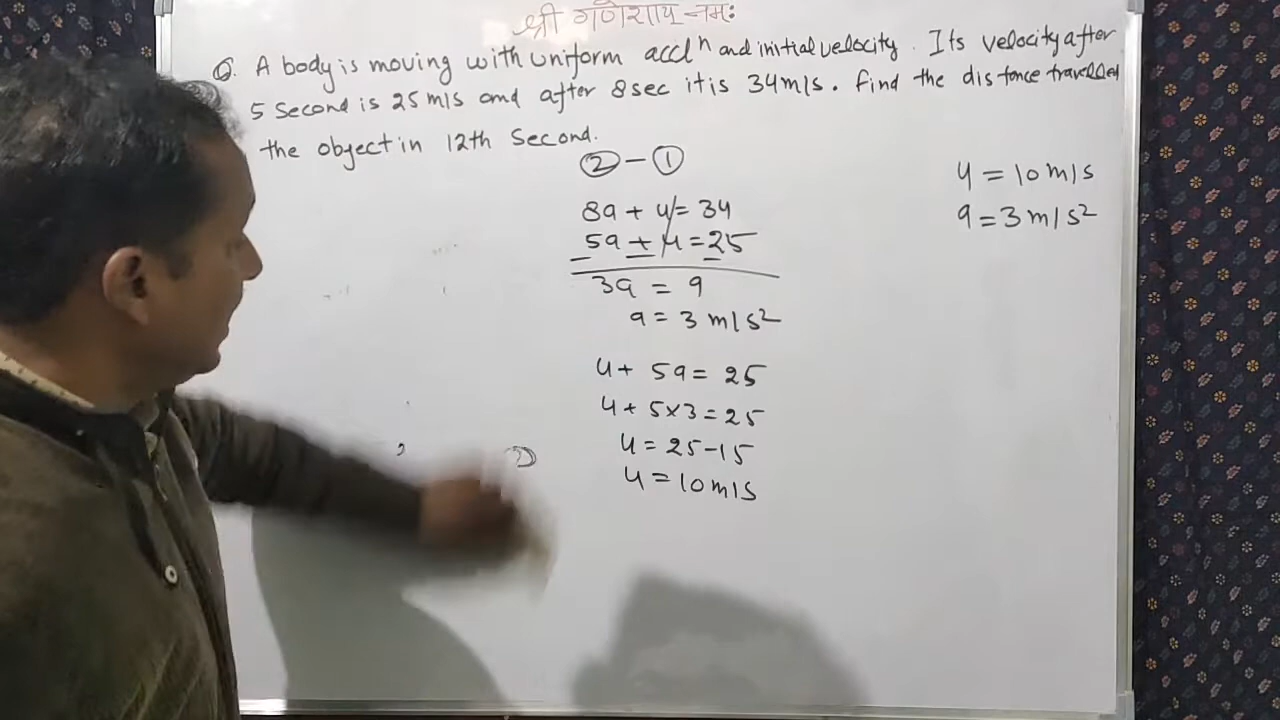 श्री गणेशाय नमः
Q. A body is moving with uniform accl^n and initial velocity. Its velocity after
5 second is 25 m/s and after 8 sec it is 34 m/s. find the distance travelled
the object in 12th Second.
② - ①
8a + u = 34
5a + u = 25
- - -
3a = 9
a = 3 m/s²
u + 5a = 25
u + 5×3 = 25
u = 25-15
u = 10 m/s
u = 10 m/s
a = 3 m/s²